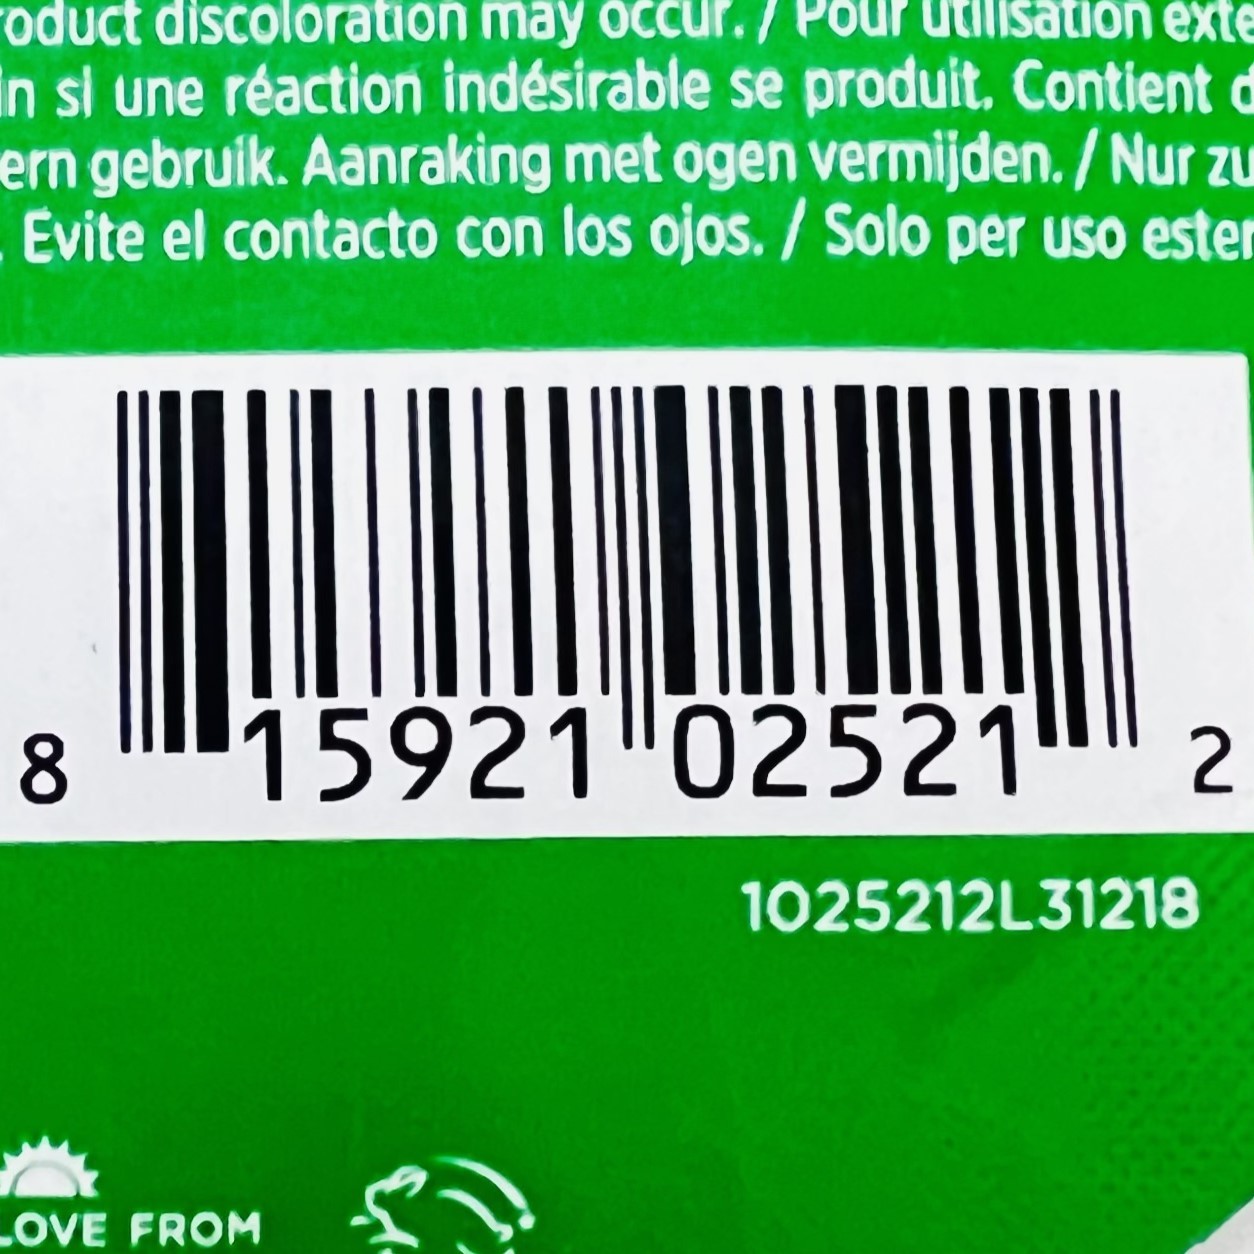 roduct discoloration may occur. / Pour utilisation exte
in si une réaction indésirable se produit. Contient d
ern gebruik. Aanraking met ogen vermijden. / Nur zu
. Evite el contacto con los ojos. / Solo per uso ester
8 15921 02521 2
1025212L31218
LOVE FROM